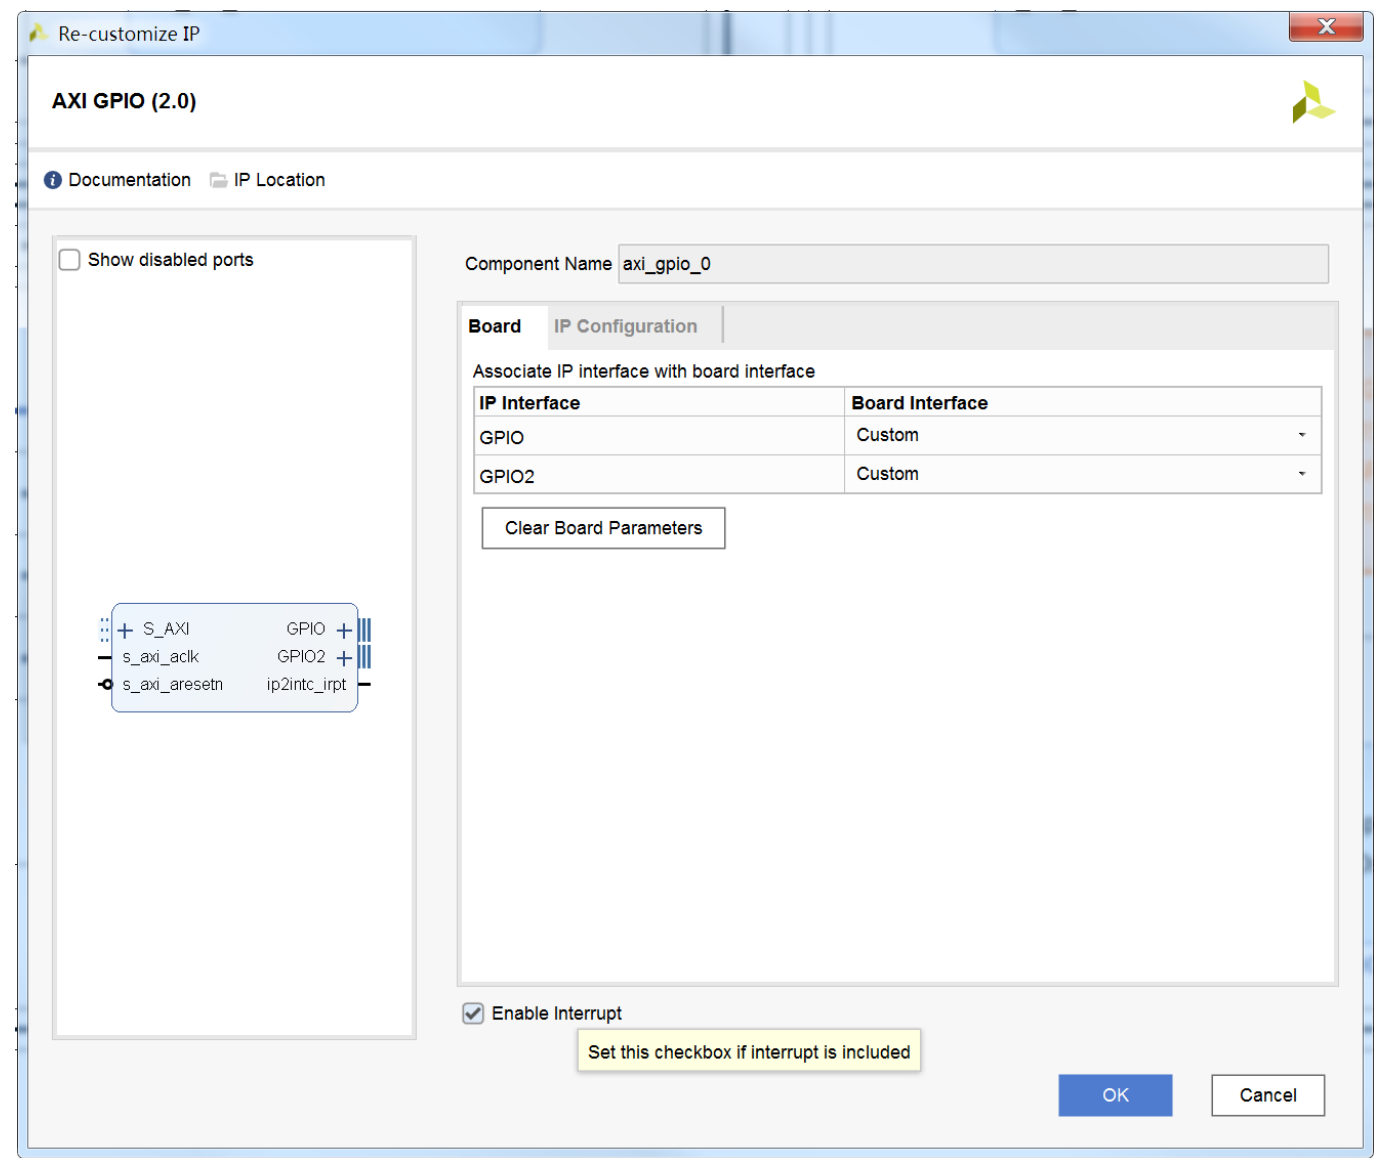 Re-customize IP
AXI GPIO (2.0)
Documentation IP Location
Show disabled ports
S_AXI GPIO
s_axi_aclk GPIO2
s_axi_aresetn ip2intc_irpt
Component Name axi_gpio_0
Board IP Configuration
Associate IP interface with board interface
IP Interface Board Interface
GPIO Custom
GPIO2 Custom
Clear Board Parameters
Enable Interrupt
Set this checkbox if interrupt is included
OK Cancel